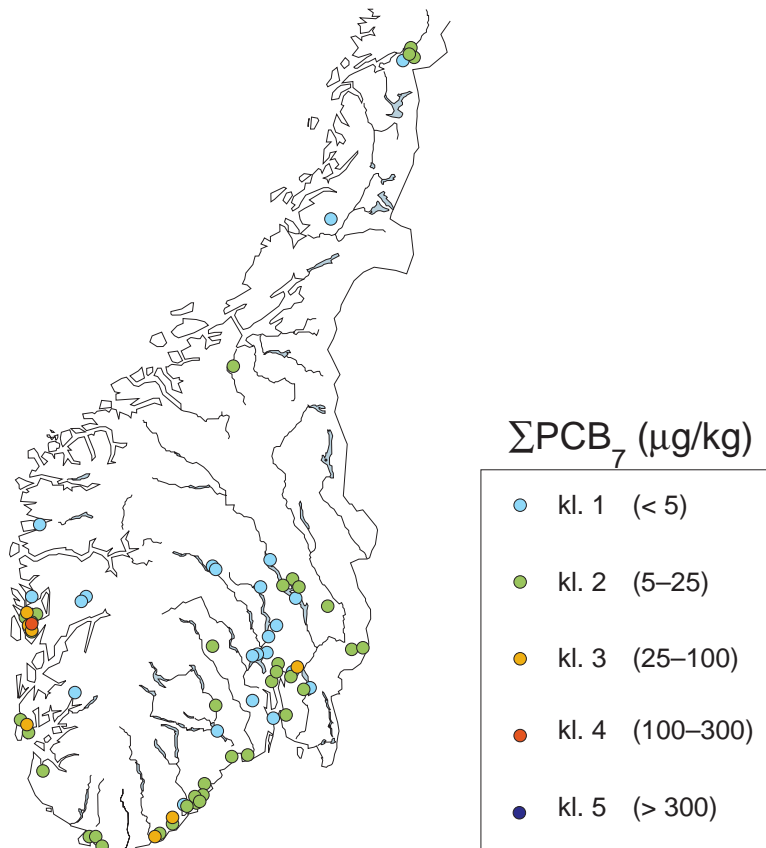 ∑PCB7 (µg/kg)
kl. 1 (< 5)
kl. 2 (5–25)
kl. 3 (25–100)
kl. 4 (100–300)
kl. 5 (> 300)